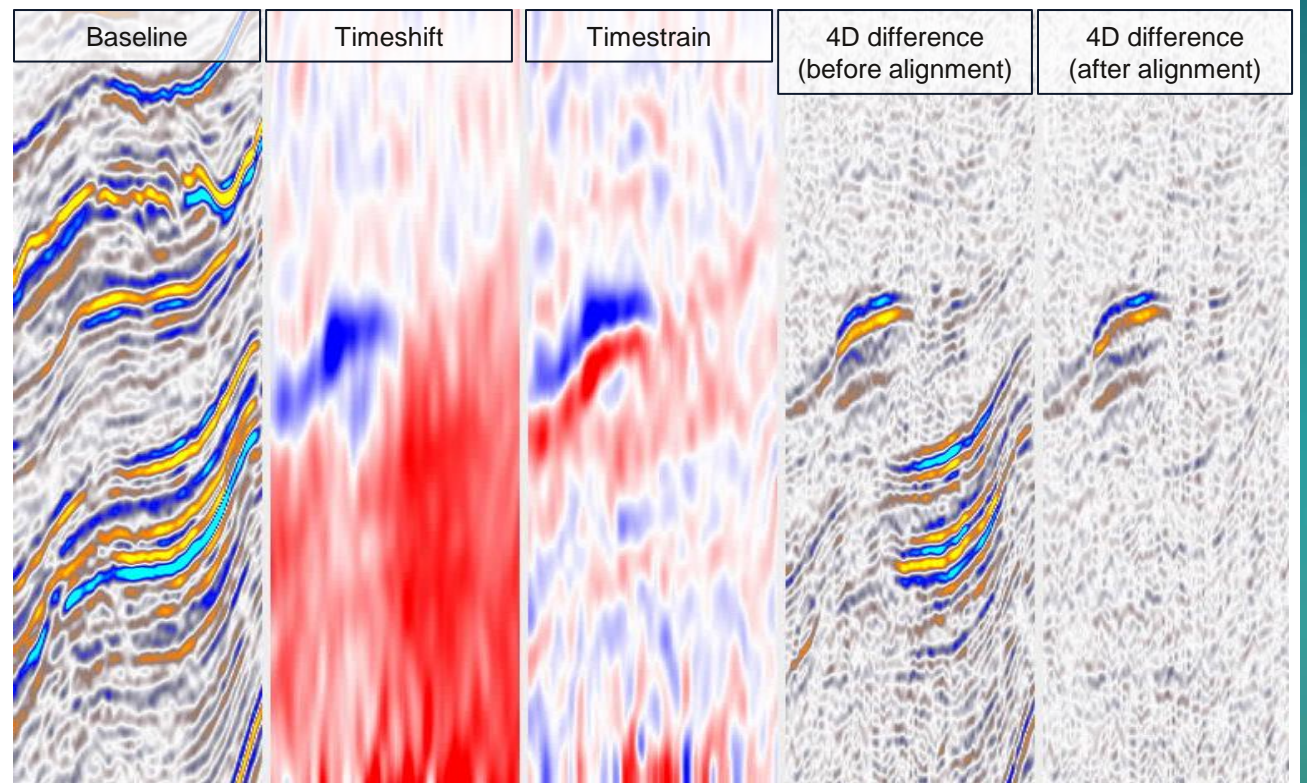 Baseline
Timeshift
Timestrain
4D difference
(before alignment)
4D difference
(after alignment)